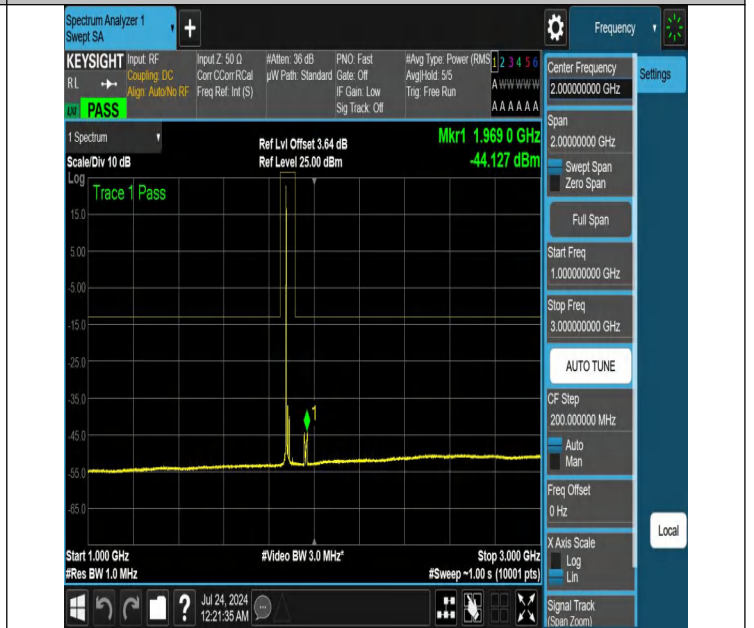 Spectrum Analyzer 1
Swept SA
+
Frequency
KEYSIGHT
RL
PASS
Input: RF
Coupling: DC
Align: Auto/No RF
Input Z: 50 Ω
Corr CCorr RCal
Freq Ref: Int (S)
#Atten: 36 dB
µW Path: Standard
PNO: Fast
Gate: Off
IF Gain: Low
Sig Track: Off
#Avg Type: Power (RMS
Avg|Hold: 5/5
Trig: Free Run
1 2 3 4 5 6
A W W W W W
A A A A A A
1 Spectrum
Scale/Div 10 dB
Ref Lvl Offset 3.64 dB
Ref Level 25.00 dBm
Mkr1 1.969 0 GHz
-44.127 dBm
Log
Trace 1 Pass
15.0
5.00
-5.00
-15.0
-25.0
-35.0
-45.0
-55.0
-65.0
1
Start 1.000 GHz
#Res BW 1.0 MHz
#Video BW 3.0 MHz*
Stop 3.000 GHz
#Sweep ~1.00 s (10001 pts)
Center Frequency
2.000000000 GHz
Settings
Span
2.00000000 GHz
Swept Span
Zero Span
Full Span
Start Freq
1.000000000 GHz
Stop Freq
3.000000000 GHz
AUTO TUNE
CF Step
200.000000 MHz
Auto
Man
Freq Offset
0 Hz
X Axis Scale
Log
Lin
Signal Track
(Span Zoom)
Local
?
Jul 24, 2024
12:21:35 AM